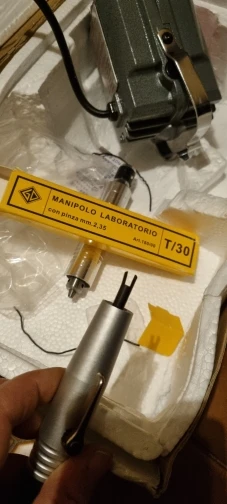 MANIPOLO LABORATORIO
con pinza mm. 2,35
T/30